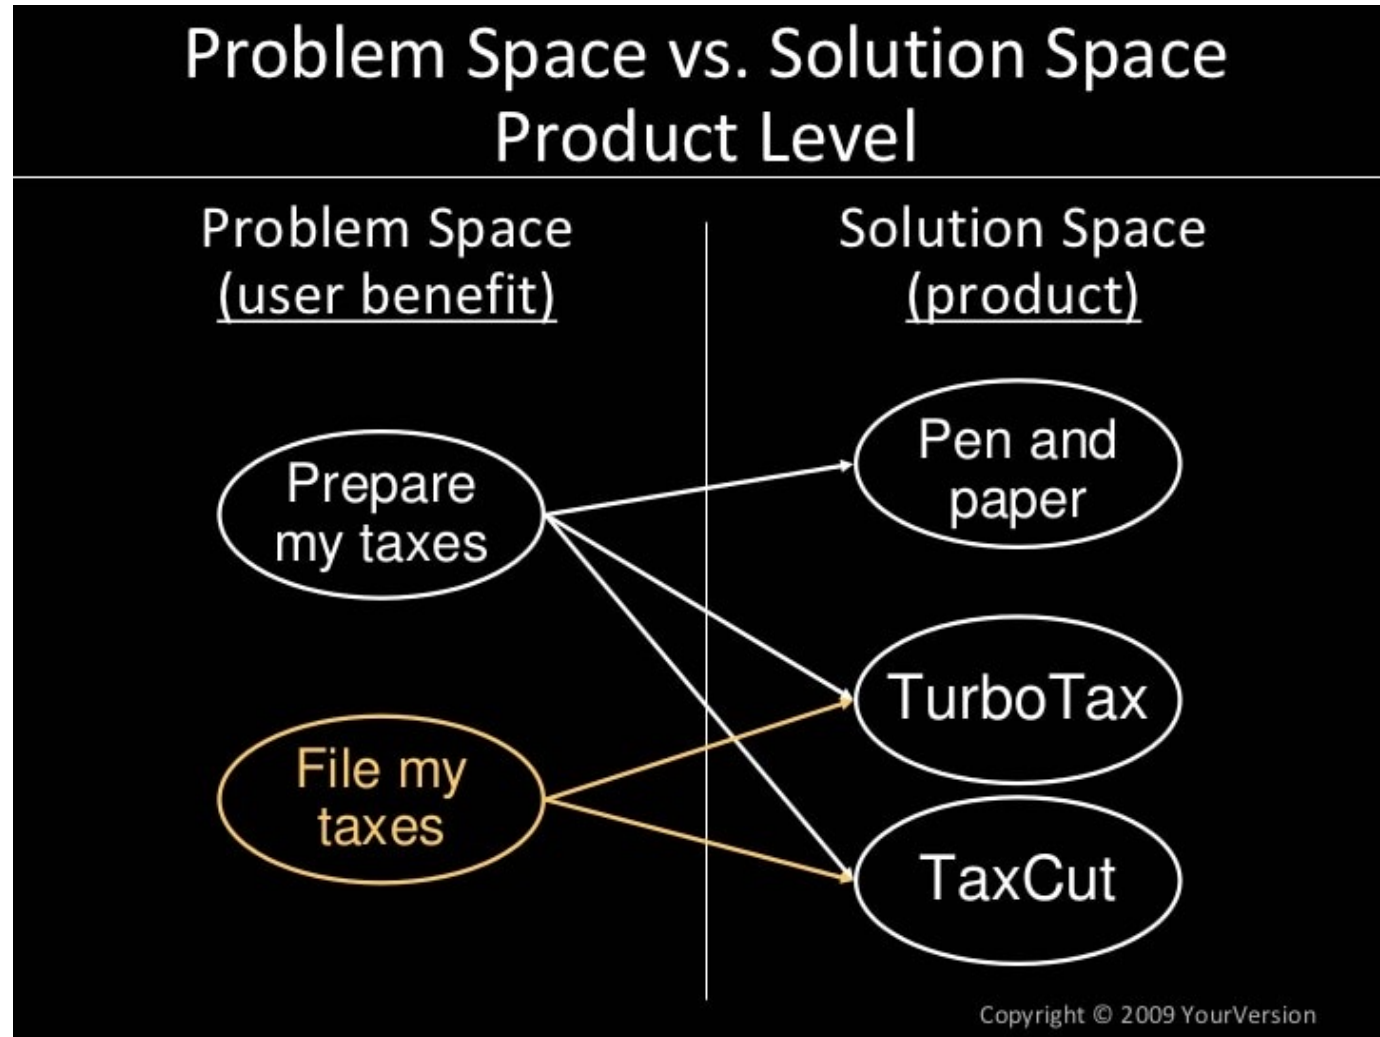 Problem Space vs. Solution Space
Product Level
Problem Space
(user benefit)
Solution Space
(product)
Prepare
my taxes
File my
taxes
Pen and
paper
TurboTax
TaxCut
Copyright © 2009 YourVersion